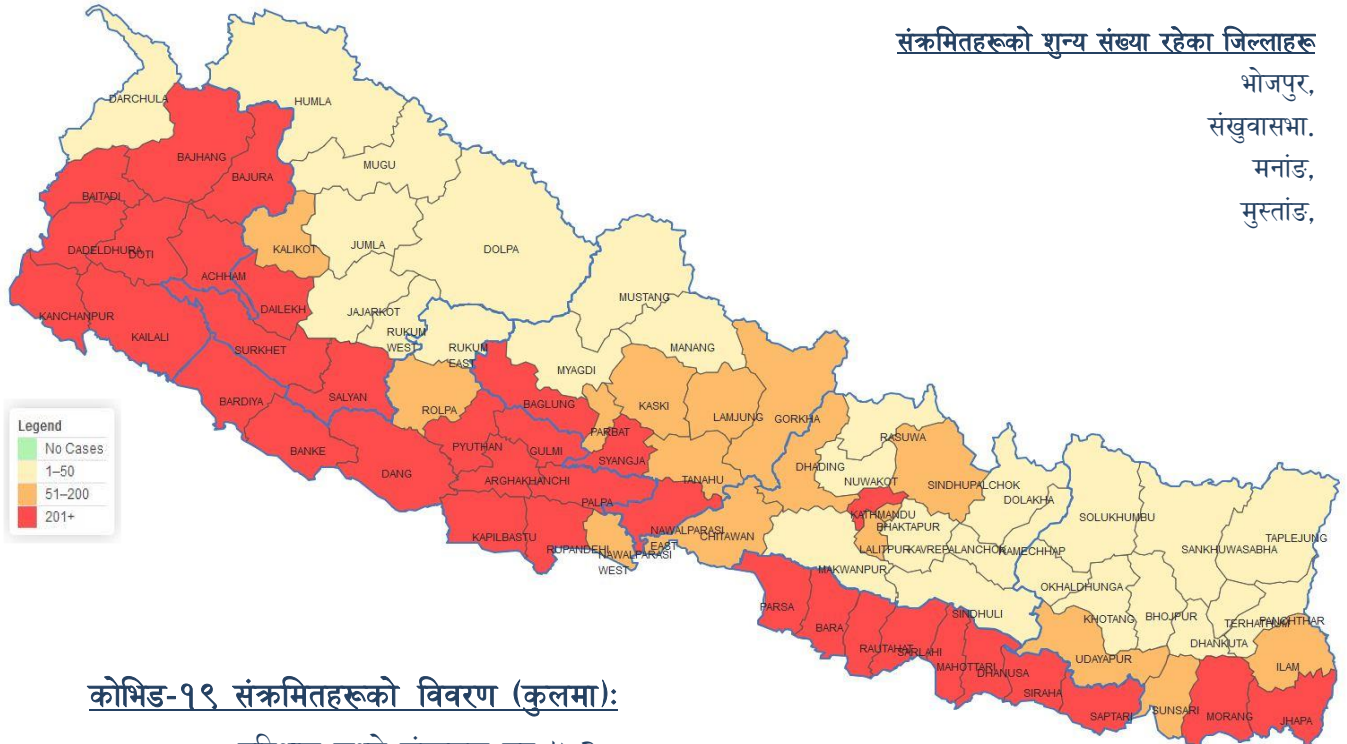 संक्रमितहरूको शुन्य संख्या रहेका जिल्लाहरू
भोजपुर,
संखुवासभा.
मनांङ,
मुस्तांङ,
DARCHULA
HUMLA
BAJHANG
MUGU
BAJURA
BAITADI
DADELDHURA
DOTI
KALIKOT
JUMLA
DOLPA
ACHHAM
MUSTANG
DAILEKH
JAJARKOT
KANCHANPUR
KAILALI
RUKUM
WEST
RUKUM
EAST
SURKHET
MANANG
MYAGDI
BARDIYA
SALYAN
ROLPA
BAGLUNG
KASKI
LAMJUNG
GORKHA
Legend
No Cases
1–50
51–200
201+
PARBAT
RASUWA
BANKE
PYUTHAN
GULMI
SYANGJA
DANG
ARGHAKHANCHI
TANAHU
DHADING
NUWAKOT
SINDHUPALCHOK
DOLAKHA
PALPA
KATHMANDU
BHAKTAPUR
SOLUKHUMBU
KAPILBASTU
RUPANDEHI
NAWALPARASI
EAST
CHITAWAN
NAWALPARASI
WEST
LALITPUR
KAVREPALANCHOK
RAMECHHAP
SANKHUWASABHA
TAPLEJUNG
MAKWANPUR
OKHALDHUNGA
PARSA
BARA
SINDHULI
KHOTANG
BHOJPUR
TERHATHUM
PANCHTHAR
RAUTAHAT
SARLAHI
DHANKUTA
MAHOTTARI
DHANUSA
UDAYAPUR
ILAM
SIRAHA
SAPTARI
SUNSARI
MORANG
JHAPA
कोभिड-१९ संक्रमितहरूको विवरण (कुलमा):